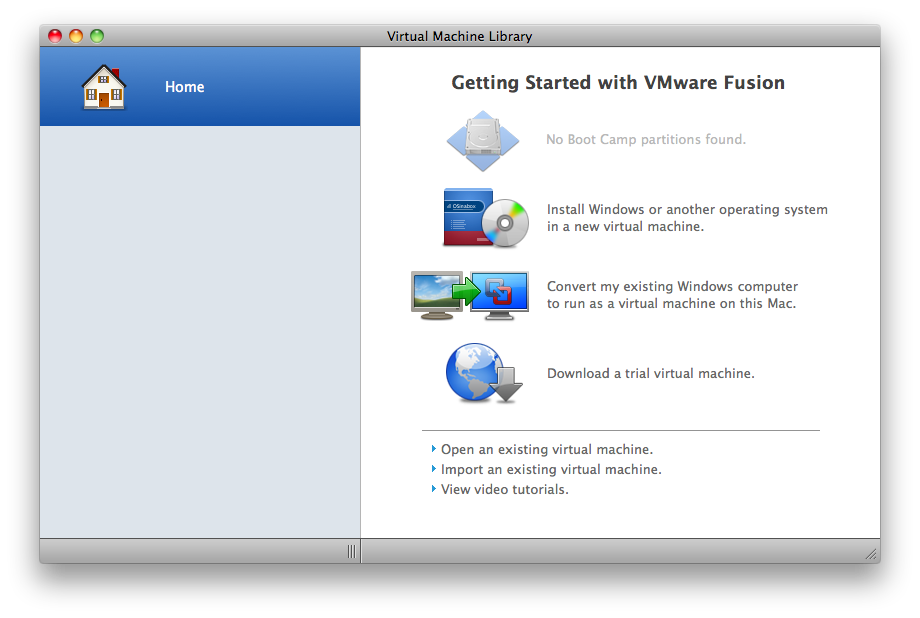 Virtual Machine Library
Home
Getting Started with VMware Fusion
No Boot Camp partitions found.
OSinabox
Install Windows or another operating system
in a new virtual machine.
Convert my existing Windows computer
to run as a virtual machine on this Mac.
Download a trial virtual machine.
Open an existing virtual machine.
Import an existing virtual machine.
View video tutorials.